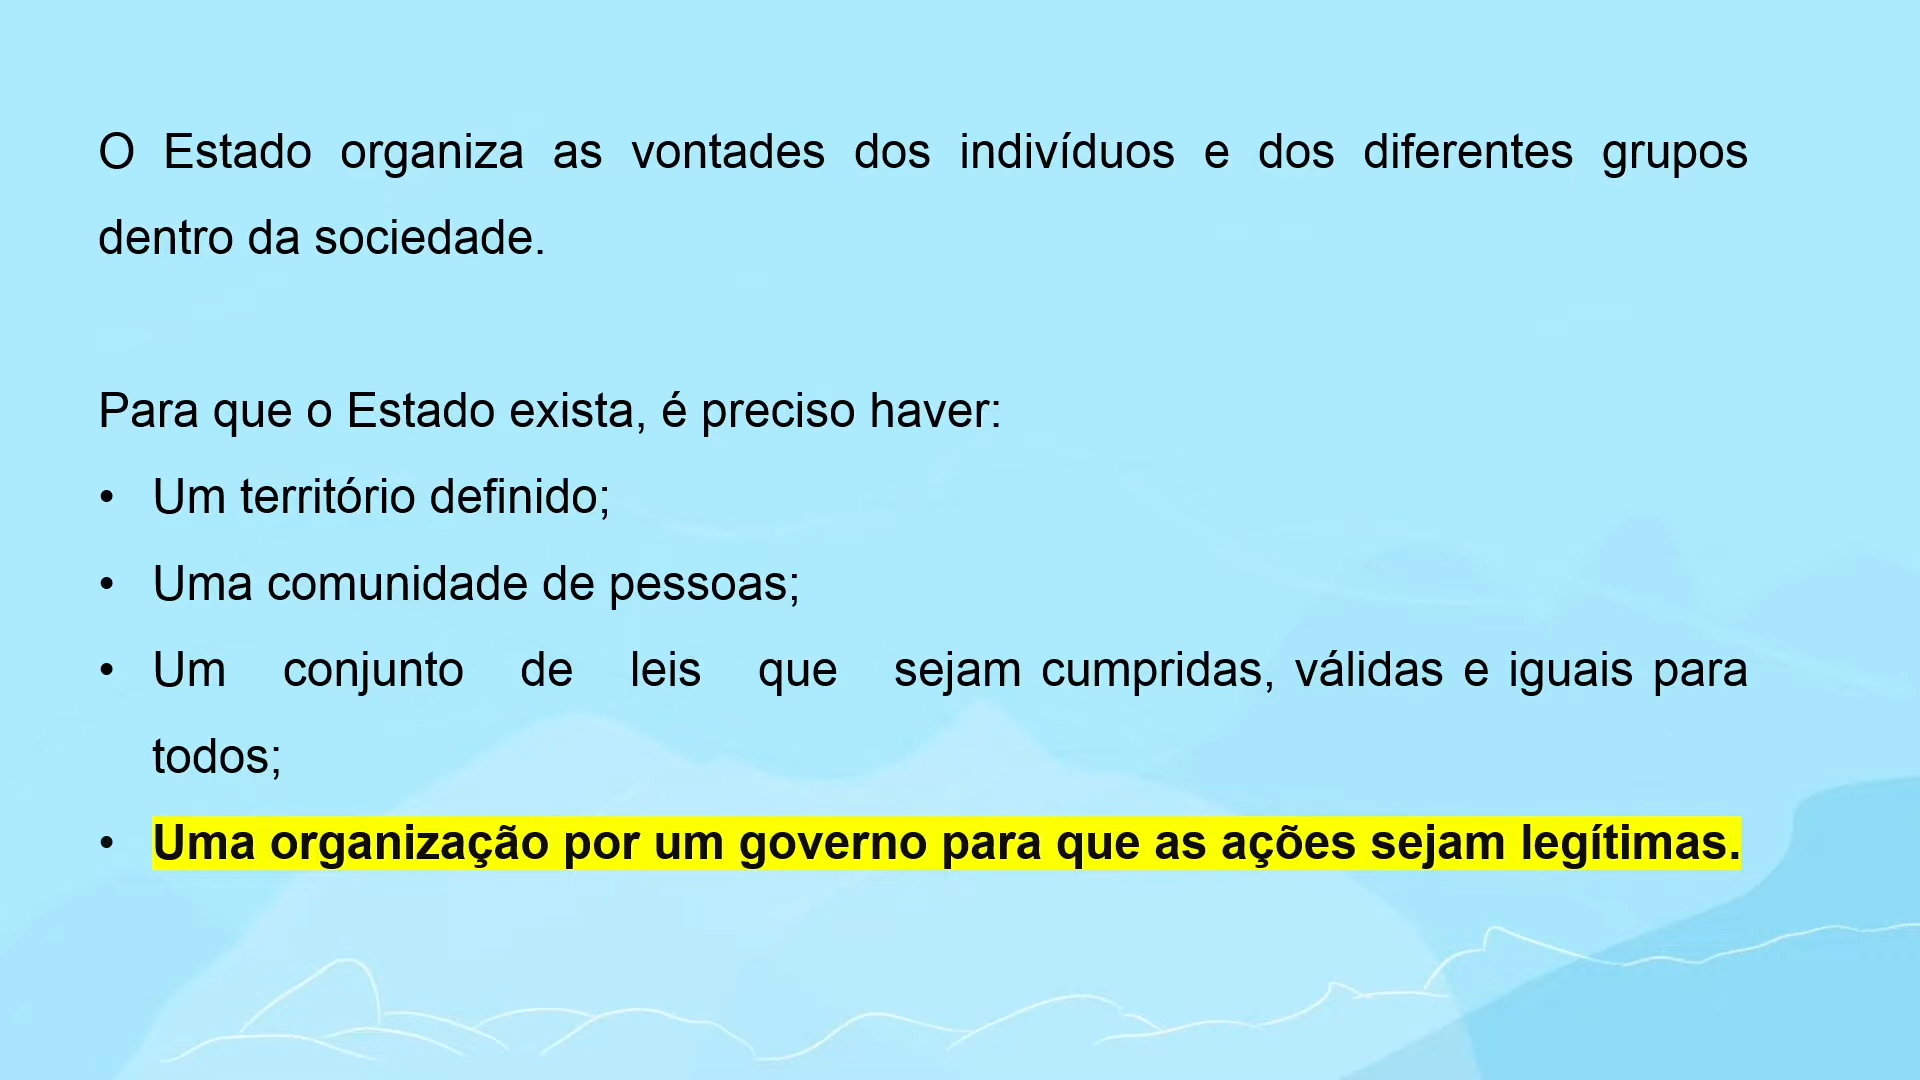 O Estado organiza as vontades dos indivíduos e dos diferentes grupos
dentro da sociedade.
Para que o Estado exista, é preciso haver:
• Um território definido;
• Uma comunidade de pessoas;
• Um conjunto de leis que sejam cumpridas, válidas e iguais para
todos;
• Uma organização por um governo para que as ações sejam legítimas.